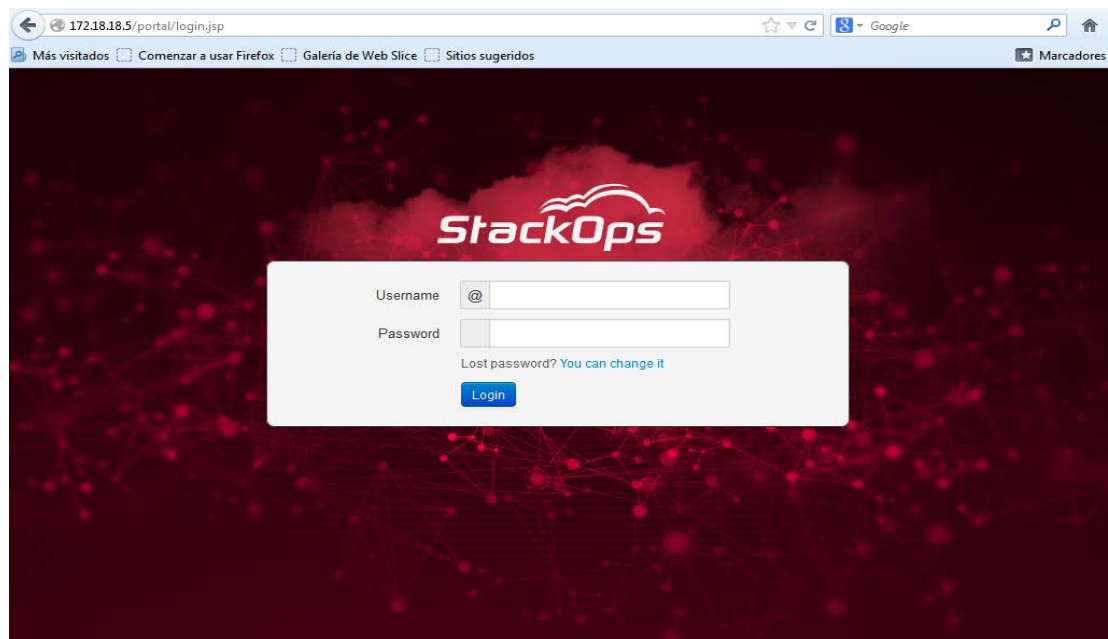 172.18.18.5/portal/login.jsp
Google
Más visitados Comenzar a usar Firefox Galería de Web Slice Sitios sugeridos Marcadores
StackOps
Username @
Password
Lost password? You can change it
Login